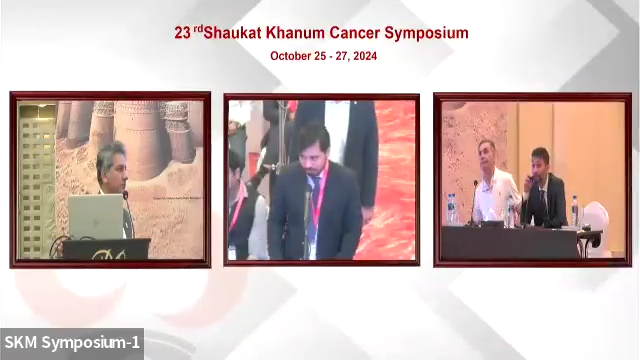 23rdShaukat Khanum Cancer Symposium
October 25 - 27, 2024
SKM Symposium-1